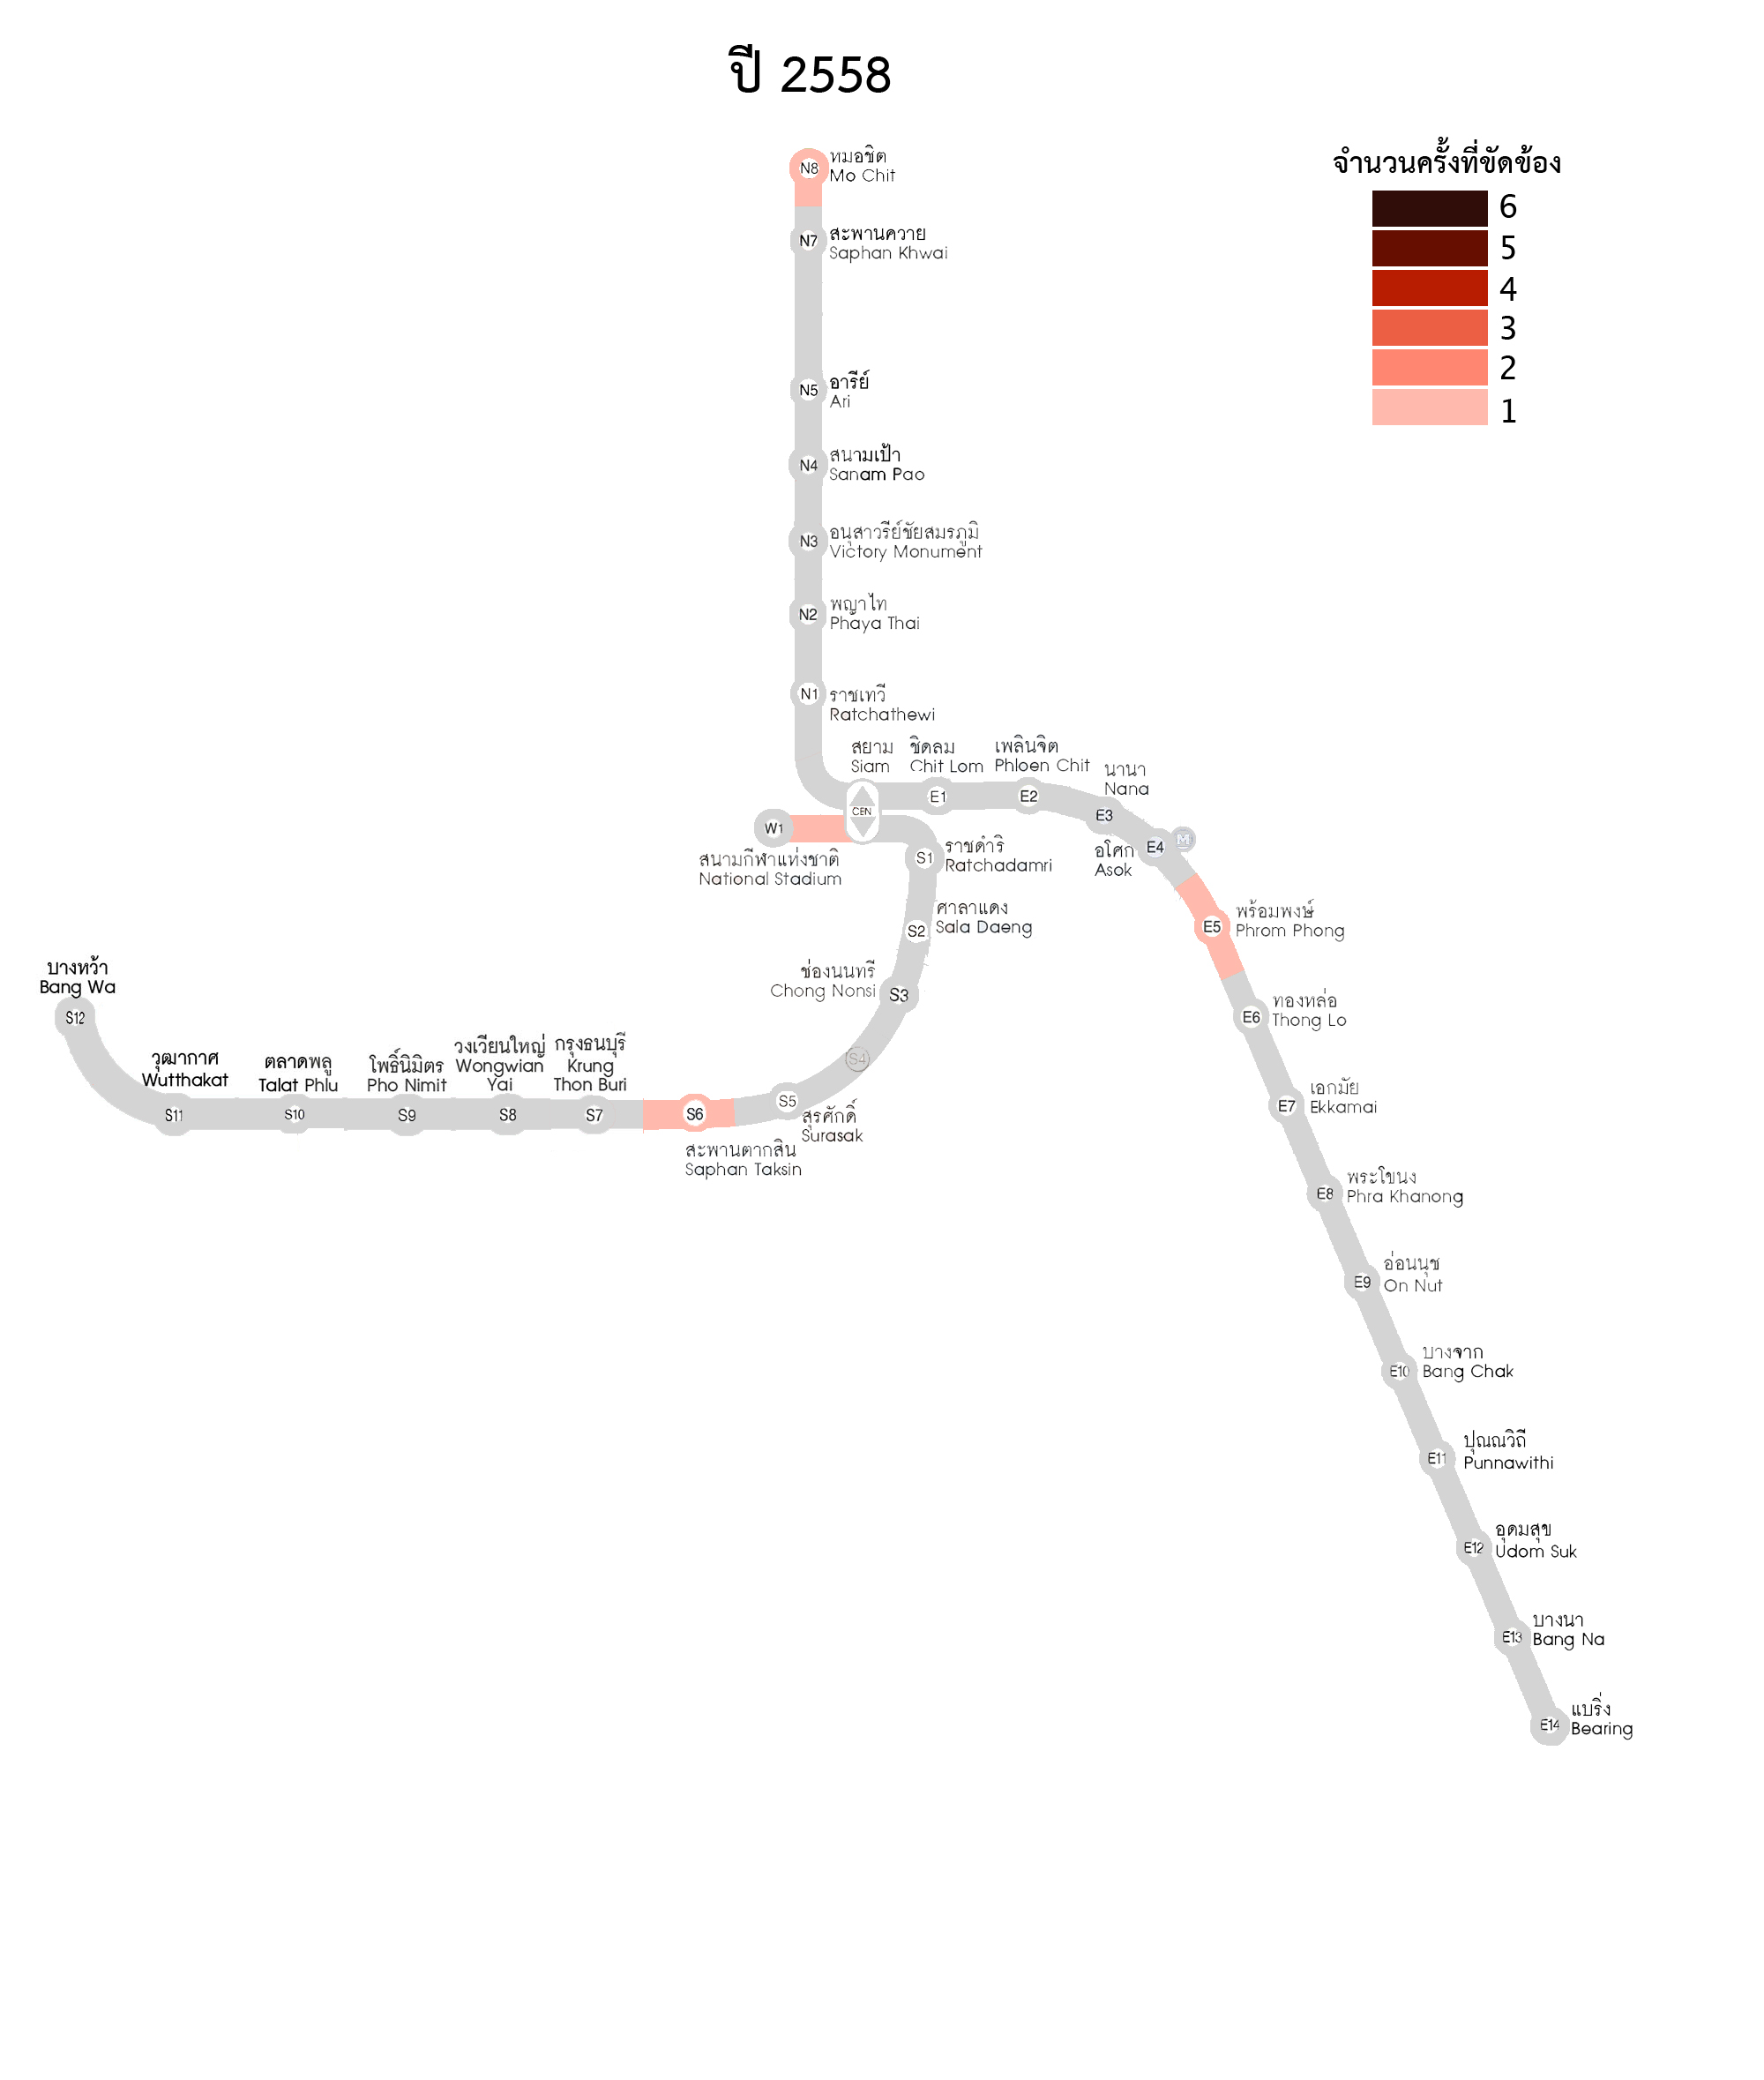 ปี 2558
จำนวนครั้งที่ขัดข้อง
6
5
4
3
2
1
N8
หมอชิต
Mo Chit
N7
สะพานควาย
Saphan Khwai
N5
อารีย์
Ari
N4
สนามเป้า
Sanam Pao
N3
อนุสาวรีย์ชัยสมรภูมิ
Victory Monument
N2
พญาไท
Phaya Thai
N1
ราชเทวี
Ratchathewi
สยาม
Siam
CEN
ชิดลม
Chit Lom
E1
เพลินจิต
Phloen Chit
E2
นานา
Nana
E3
M
อโศก
Asok
E4
W1
สนามกีฬาแห่งชาติ
National Stadium
S1
ราชดำริ
Ratchadamri
S2
ศาลาแดง
Sala Daeng
ช่องนนทรี
Chong Nonsi
S3
S4
S5
สุรศักดิ์
Surasak
S6
สะพานตากสิน
Saphan Taksin
กรุงธนบุรี
Krung
Thon Buri
S7
วงเวียนใหญ่
Wongwian
Yai
S8
โพธิ์นิมิตร
Pho Nimit
S9
ตลาดพลู
Talat Phlu
S10
วุฒากาศ
Wutthakat
S11
บางหว้า
Bang Wa
S12
E5
พร้อมพงษ์
Phrom Phong
E6
ทองหล่อ
Thong Lo
E7
เอกมัย
Ekkamai
E8
พระโขนง
Phra Khanong
E9
อ่อนนุช
On Nut
E10
บางจาก
Bang Chak
E11
ปุณณวิถี
Punnawithi
E12
อุดมสุข
Udom Suk
E13
บางนา
Bang Na
E14
แบริ่ง
Bearing